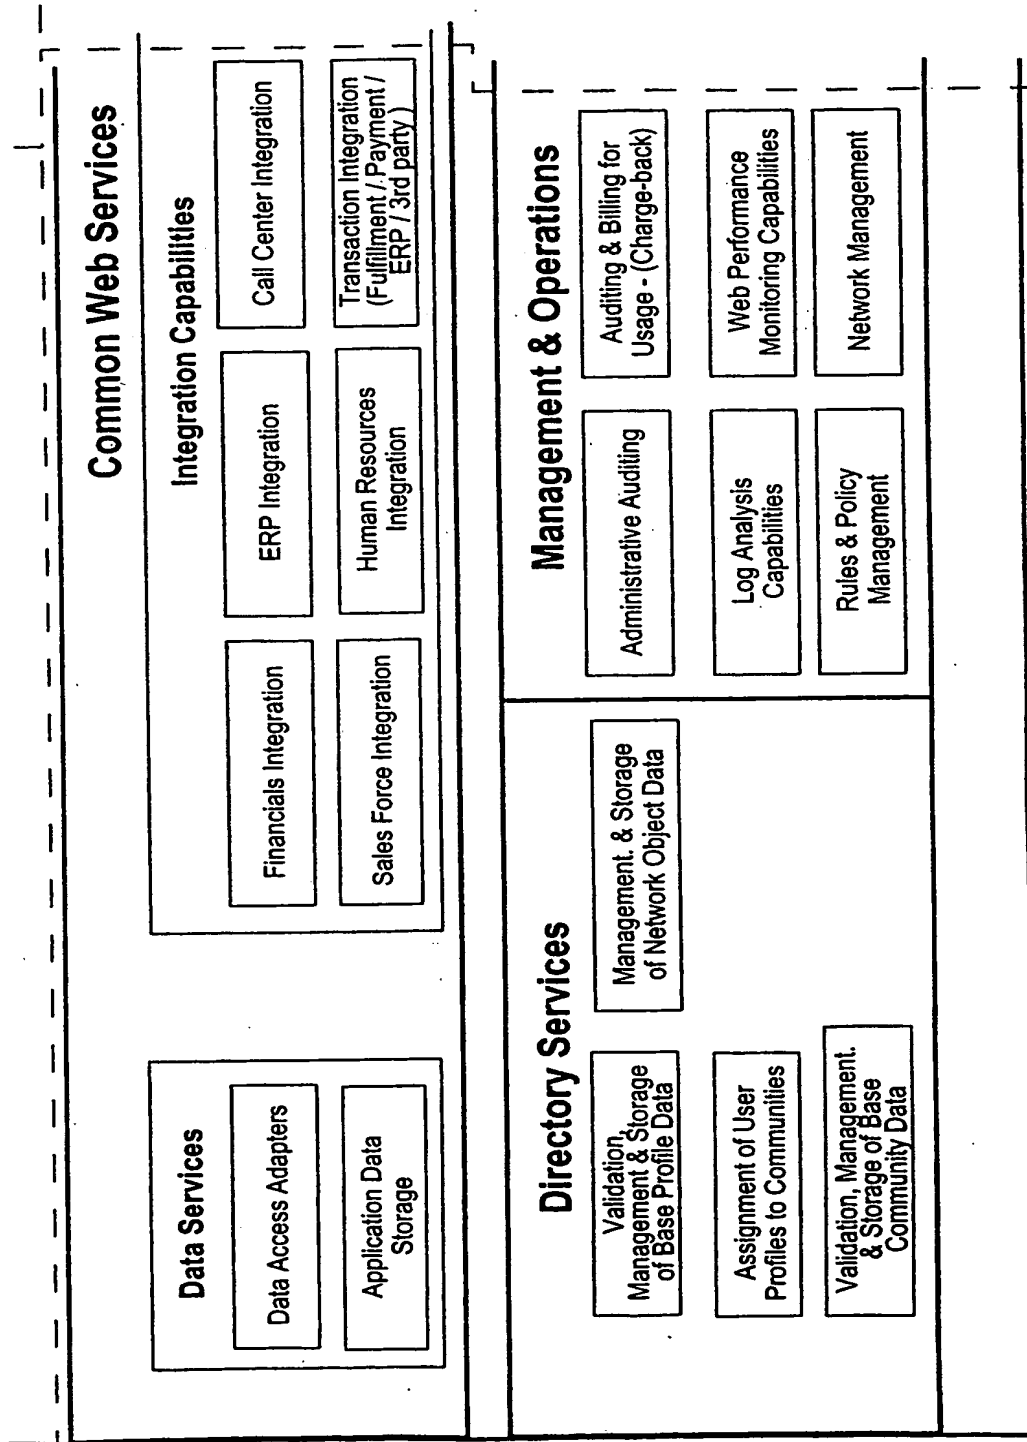 Common Web Services
Data Services
Data Access Adapters
Application Data
Storage
Integration Capabilities
Financials Integration
ERP Integration
Call Center Integration
Sales Force Integration
Human Resources
Integration
Transaction Integration
(Fulfillment / Payment /
ERP / 3rd party )
Directory Services
Validation,
Management & Storage
of Base Profile Data
Management. & Storage
of Network Object Data
Assignment of User
Profiles to Communities
Validation, Management.
& Storage of Base
Community Data
Management & Operations
Administrative Auditing
Auditing & Billing for
Usage - (Charge-back)
Log Analysis
Capabilities
Web Performance
Monitoring Capabilities
Rules & Policy
Management
Network Management